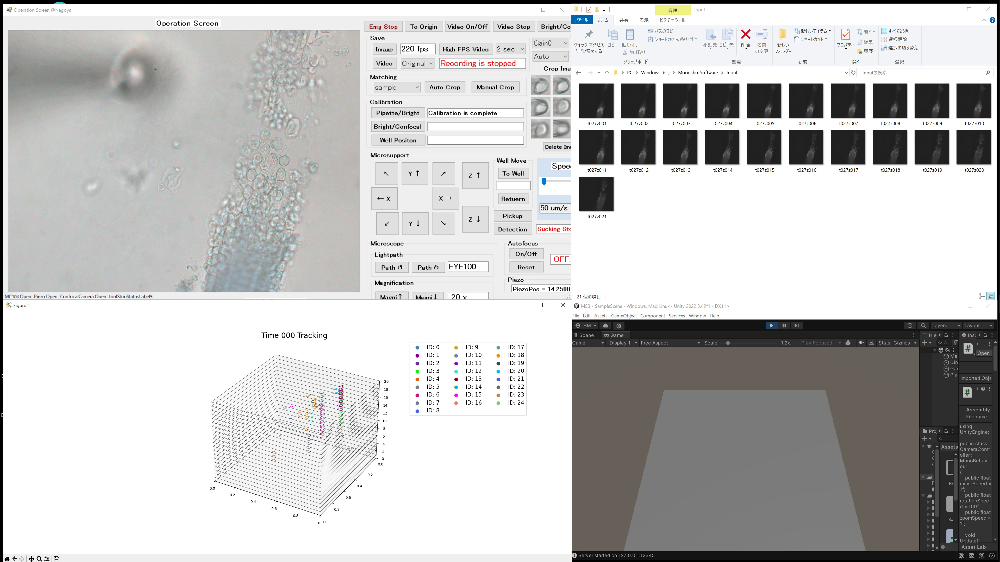 Operation Screen @Nagoya
Operation Screen
Emg Stop
To Origin
Video On/Off
Video Stop
Bright/Co
Save
Image
220 fps
High FPS Video
2 sec
Gain0
Video
Original
Recording is stopped
Auto
Crop Ima
Matching
sample
Auto Crop
Manual Crop
Calibration
Pipette/Bright
Calibration is complete
Bright/Confocal
Well Positon
Delete Ima
Microsupport
↖
Y ↑
↗
Z ↑
← X
X →
↙
Y ↓
↘
Z ↓
Well Move
To Well
Retuern
Pickup
Detection
Spee
50 um/s
Sucking Sto
Microscope
Lightpath
Path ↺
Path ↻
EYE100
Magnification
Magni ↑
Magni ↓
20 x
Autofocus
On/Off
OFF.
Reset
Piezo
PiezoPos = 14.2580
MC104 Open Piezo Open ConfocalCamera Open toolStripStatusLabel5
管理
Input
ファイル
ホーム
共有
表示
ピクチャ ツール
クイック アクセス
にピン留めする
コピー
貼り付け
パスのコピー
ショートカットの貼り付け
切り取り
クリップボード
移動先
コピー先
削除
名前
の変更
整理
新しい
フォルダー
新しいアイテム
ショートカット
新規
プロパティ
開く
編集
履歴
開く
すべて選択
選択解除
選択の切り替え
選択
PC > Windows (C:) > MoonshotSoftware > Input
Inputの検索
t027z001
t027z002
t027z003
t027z004
t027z005
t027z006
t027z007
t027z008
t027z009
t027z010
t027z011
t027z012
t027z013
t027z014
t027z015
t027z016
t027z017
t027z018
t027z019
t027z020
t027z021
21 個の項目
Figure 1
Time 000 Tracking
ID: 0
ID: 1
ID: 2
ID: 3
ID: 4
ID: 5
ID: 6
ID: 7
ID: 8
ID: 9
ID: 10
ID: 11
ID: 12
ID: 13
ID: 14
ID: 15
ID: 16
ID: 17
ID: 18
ID: 19
ID: 20
ID: 21
ID: 22
ID: 23
ID: 24
20
18
16
14
12
10
8
6
4
2
0
0.0
0.2
0.4
0.6
0.8
1.0
0.0
0.2
0.4
0.6
0.8
1.0
MS3 - SampleScene - Windows, Mac, Linux - Unity 2022.3.42f1 <DX11>
File Edit Assets GameObject Component Services Window Help
HM
Layers
Layout
Scene
Game
Hie
Insp
Game
Display 1
Free Aspect
Scale
1.2x
Play Focused
Stats
Gizmos
Ma
Dir
Ga
Pla
Open
Imported Obje
Assembly
Filename
Pro
Assets
using
UnityEngine;
public class
CameraContr
oller :
MonoBehavi
our
{
public float
moveSpeed =
1f;
public float
rotationSpee
d = 100f;
public float
zoomSpeed =
1f;
void
Update()
Asset Lab
Server started on 127.0.0.1:12345